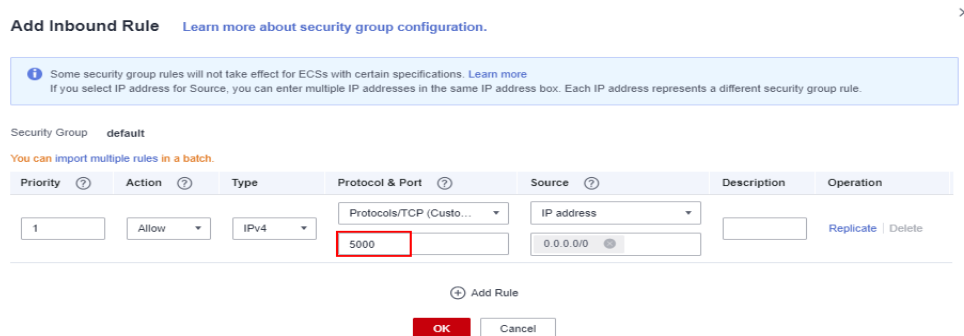 Add Inbound Rule Learn more about security group configuration.
Some security group rules will not take effect for ECSs with certain specifications. Learn more
If you select IP address for Source, you can enter multiple IP addresses in the same IP address box. Each IP address represents a different security group rule.
Security Group default
You can import multiple rules in a batch.
Priority Action Type Protocol & Port Source Description Operation
1 Allow IPv4 Protocols/TCP (Custo... IP address Replicate Delete
5000 0.0.0.0/0
Add Rule
OK Cancel